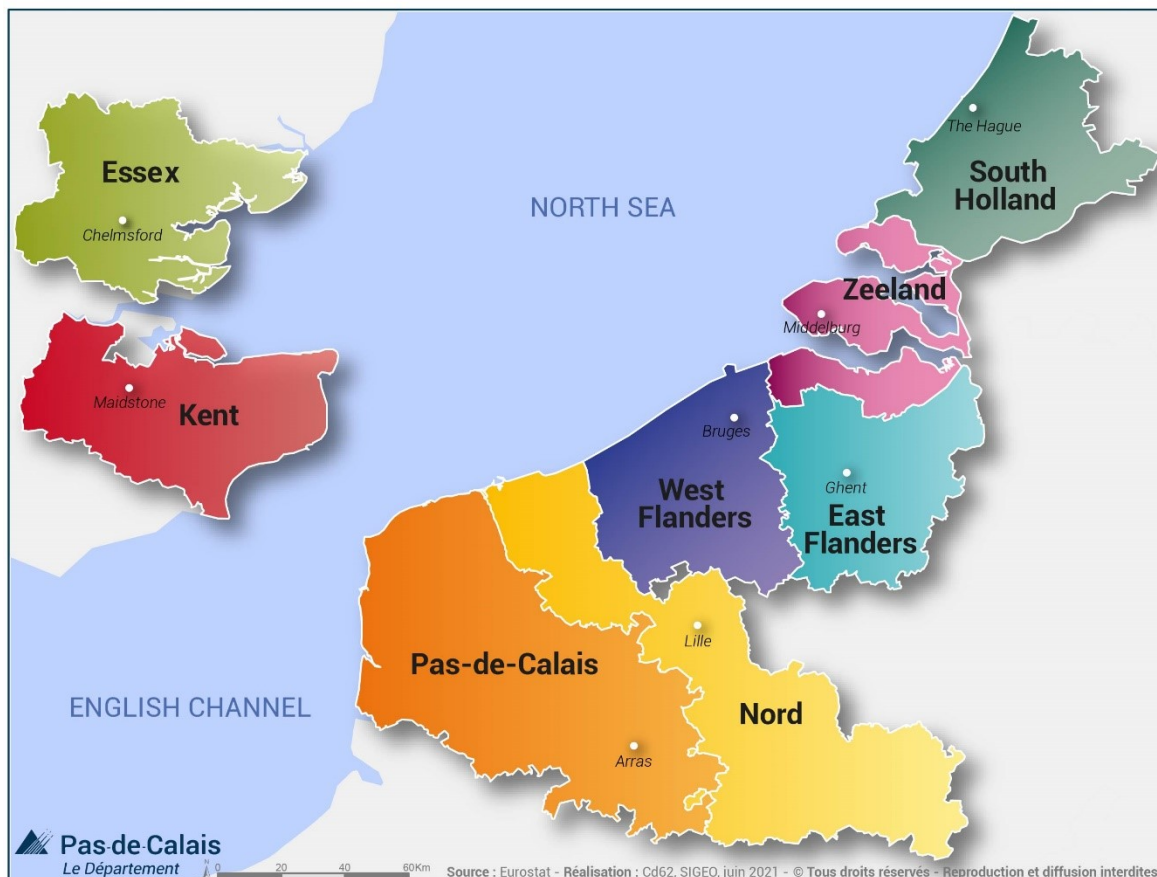 The Hague
South
Holland
Essex
Chelmsford
NORTH SEA
Zeeland
Middelburg
Maidstone
Kent
Bruges
West
Flanders
Ghent
East
Flanders
Lille
Pas-de-Calais
ENGLISH CHANNEL
Nord
Arras
Pas-de-Calais
Le Département
N
0 20 40 60Km
Source : Eurostat - Réalisation : Cd62, SIGEO, juin 2021 - © Tous droits réservés - Reproduction et diffusion interdites